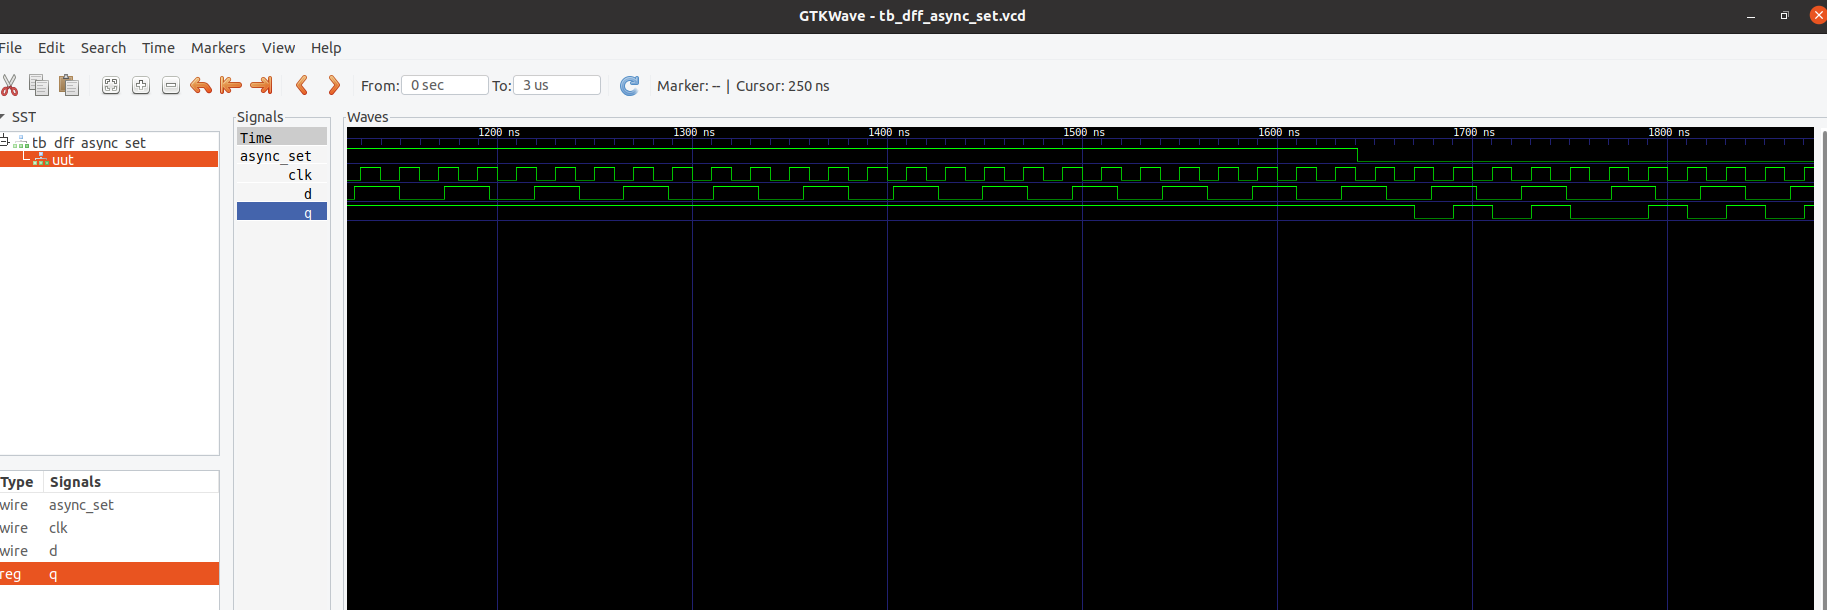 GTKWave - tb_dff_async_set.vcd
File Edit Search Time Markers View Help
From: 0 sec To: 3 us Marker: -- | Cursor: 250 ns
SST
tb_dff_async_set
uut
Type Signals
wire async_set
wire clk
wire d
reg q
Signals
Time
async_set
clk
d
q
Waves
1200 ns 1300 ns 1400 ns 1500 ns 1600 ns 1700 ns 1800 ns